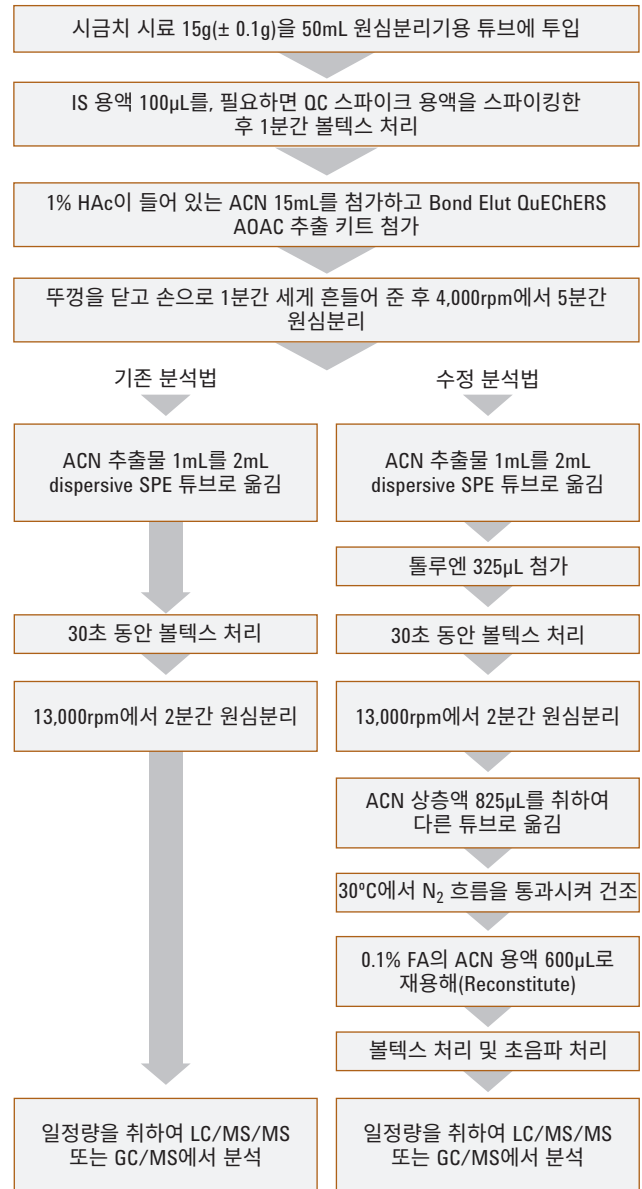 시금치 시료 15g(± 0.1g)을 50mL 원심분리기용 튜브에 투입
IS 용액 100µL를, 필요하면 QC 스파이크 용액을 스파이킹한
후 1분간 볼텍스 처리
1% HAc이 들어 있는 ACN 15mL를 첨가하고 Bond Elut QuEChERS
AOAC 추출 키트 첨가
뚜껑을 닫고 손으로 1분간 세게 흔들어 준 후 4,000rpm에서 5분간
원심분리
기존 분석법
ACN 추출물 1mL를 2mL
dispersive SPE 튜브로 옮김
30초 동안 볼텍스 처리
13,000rpm에서 2분간 원심분리
일정량을 취하여 LC/MS/MS
또는 GC/MS에서 분석
수정 분석법
ACN 추출물 1mL를 2mL
dispersive SPE 튜브로 옮김
톨루엔 325µL 첨가
30초 동안 볼텍스 처리
13,000rpm에서 2분간 원심분리
ACN 상층액 825µL를 취하여
다른 튜브로 옮김
30ºC에서 N₂ 흐름을 통과시켜 건조
0.1% FA의 ACN 용액 600µL로
재용해(Reconstitute)
볼텍스 처리 및 초음파 처리
일정량을 취하여 LC/MS/MS
또는 GC/MS에서 분석